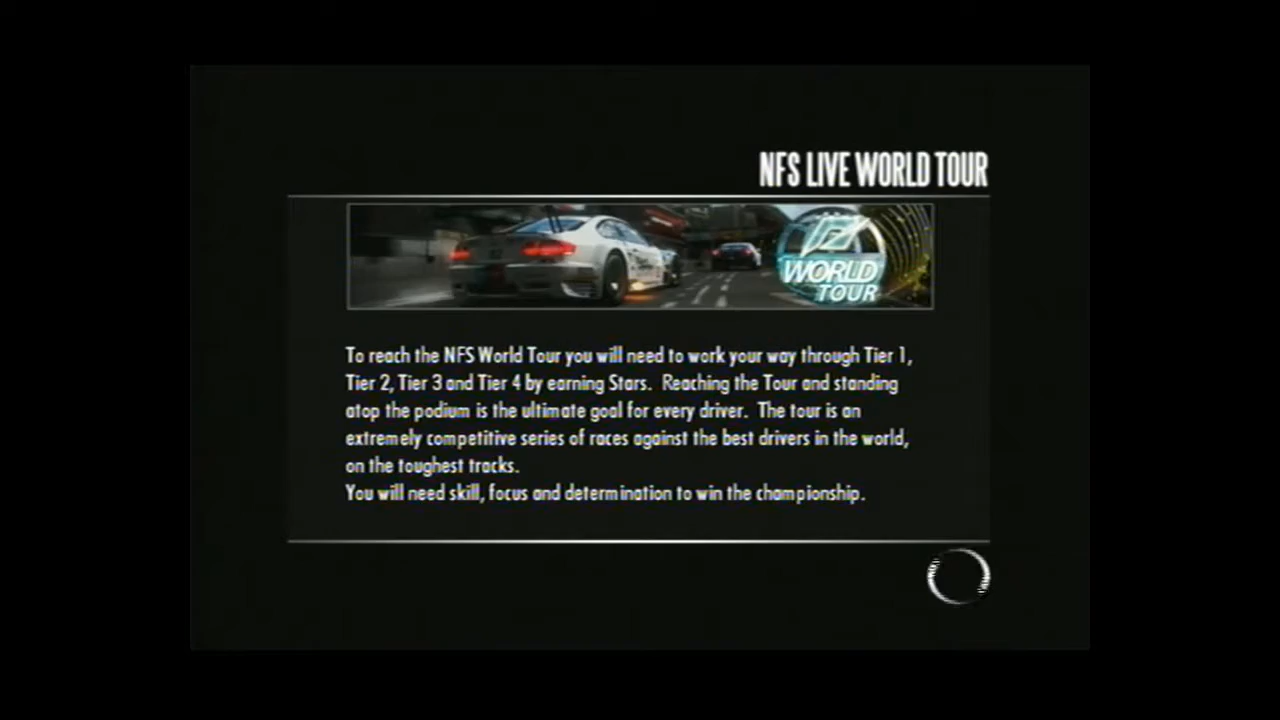 NFS LIVE WORLD TOUR
WORLD
TOUR
To reach the NFS World Tour you will need to work your way through Tier 1,
Tier 2, Tier 3 and Tier 4 by earning Stars.  Reaching the Tour and standing
atop the podium is the ultimate goal for every driver.  The tour is an
extremely competitive series of races against the best drivers in the world,
on the toughest tracks.
You will need skill, focus and determination to win the championship.